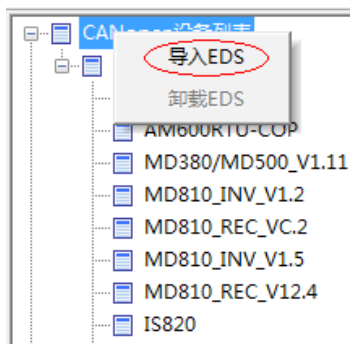 CANopen设备列表
导入EDS
卸载EDS
AM600RTU-COP
MD380/MD500_V1.11
MD810_INV_V1.2
MD810_REC_VC.2
MD810_INV_V1.5
MD810_REC_V12.4
IS820